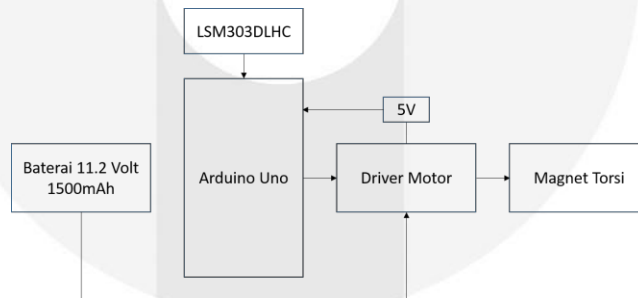 LSM303DLHC
5V
Baterai 11.2 Volt
1500mAh
Arduino Uno
Driver Motor
Magnet Torsi